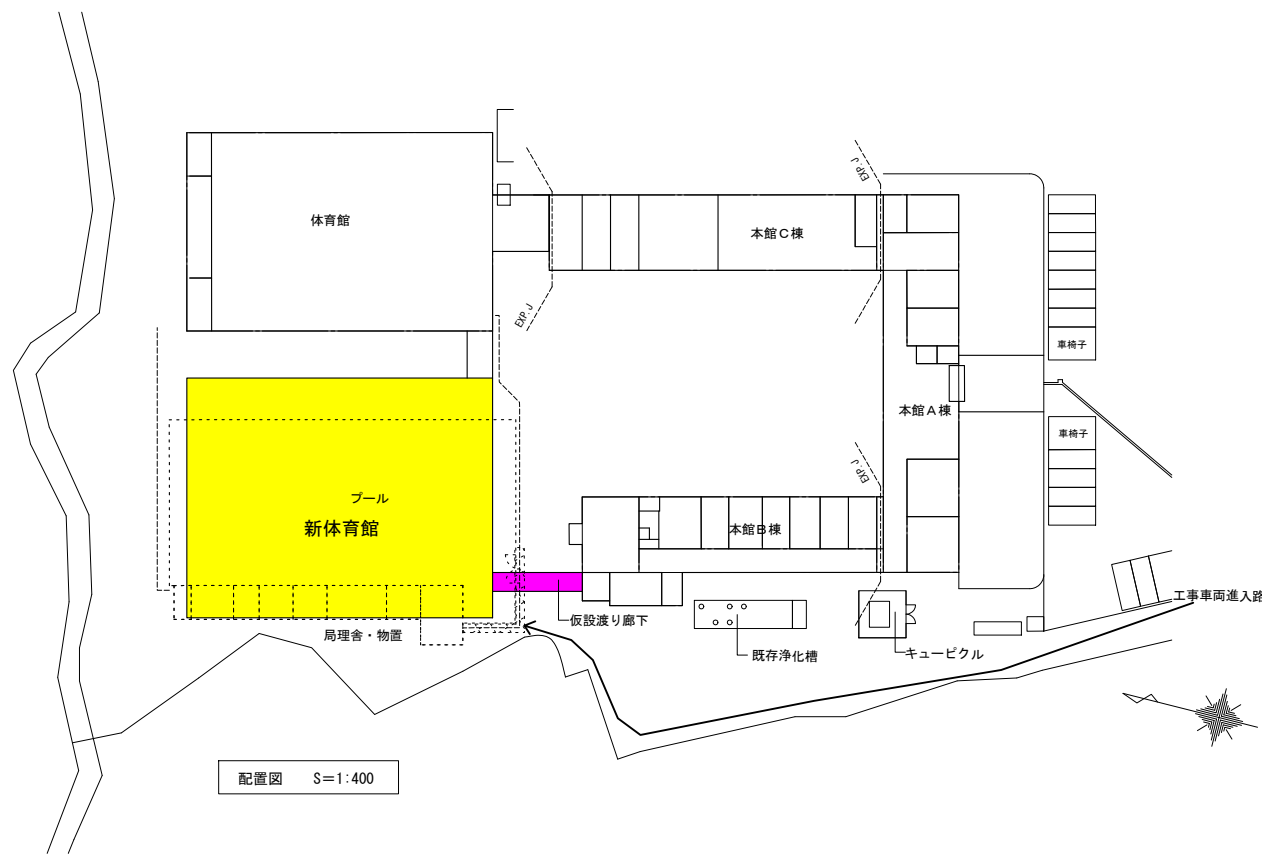 EXP.J
体育館
本館C棟
EXP.J
車椅子
本館A棟
車椅子
EXP.J
プール
新体育館
本館B棟
工事車両進入路
仮設渡り廊下
局理舎・物置
既存浄化槽
キュービクル
配置図 S=1:400